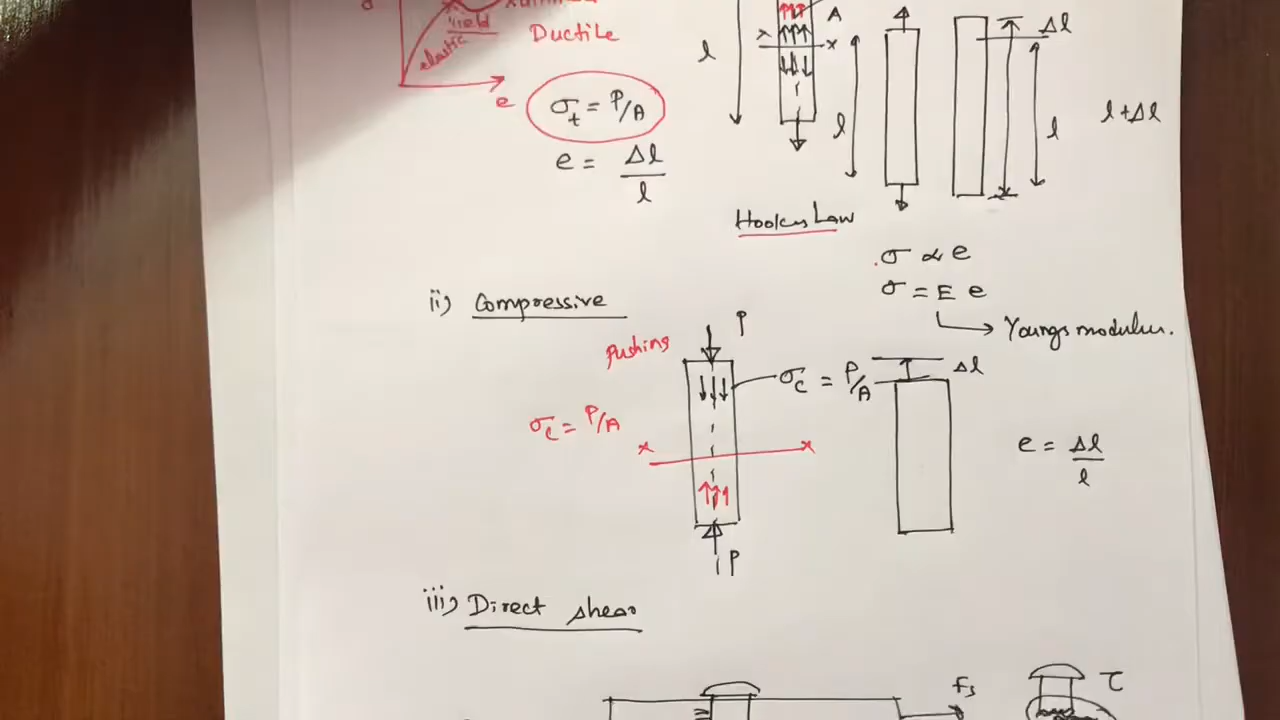 Yield
elastic
Ductile
e
σt = P/A
e = Δl
l
l
A
x
x
l
Δl
l
l + Δl
Hookes Law
σ ∝ e
σ = E e
Youngs modulus.
ii) Compressive
Pushing
P
σc = P/A
σc = P/A
x
x
P
Δl
e = Δl
l
iii) Direct shear
fs
τ